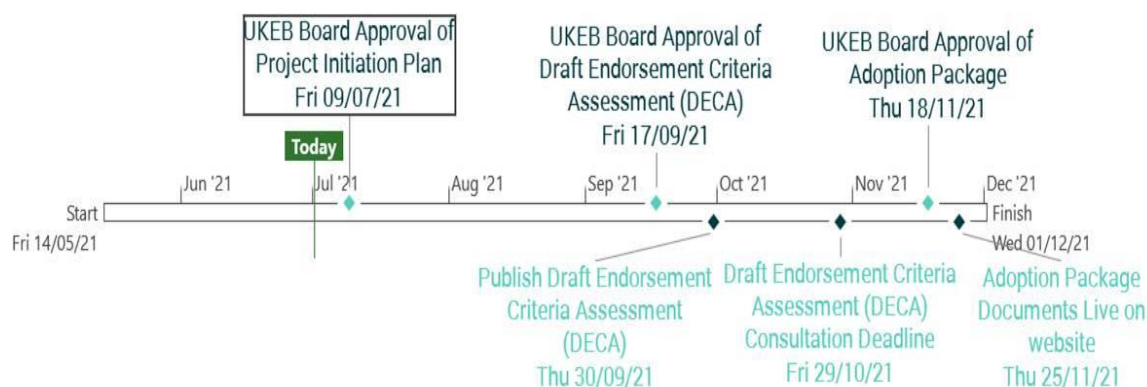 UKEB Board Approval of
Project Initiation Plan
Fri 09/07/21
UKEB Board Approval of
Draft Endorsement Criteria
Assessment (DECA)
Fri 17/09/21
UKEB Board Approval of
Adoption Package
Thu 18/11/21
Today
Jun '21
Jul '21
Aug '21
Sep '21
Oct '21
Nov '21
Dec '21
Start
Fri 14/05/21
Finish
Wed 01/12/21
Publish Draft Endorsement
Criteria Assessment
(DECA)
Thu 30/09/21
Draft Endorsement Criteria
Assessment (DECA)
Consultation Deadline
Fri 29/10/21
Adoption Package
Documents Live on
website
Thu 25/11/21